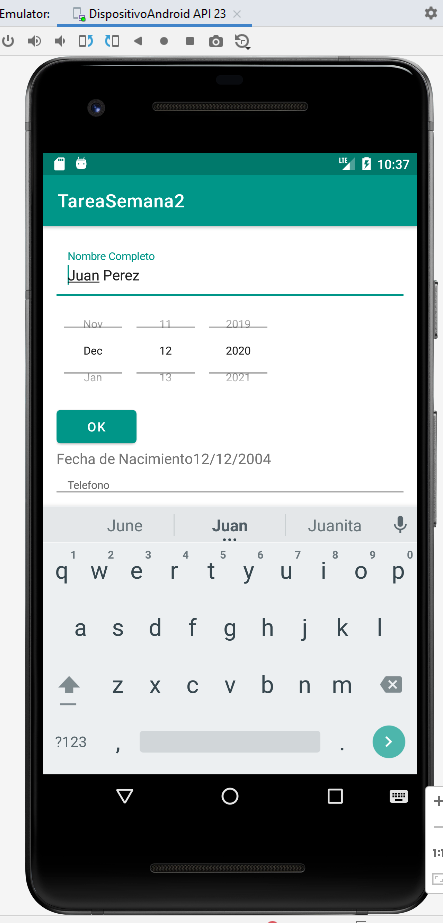 Emulator: DispositivoAndroid API 23
LTE 10:37
TareaSemana2
Nombre Completo
Juan Perez
Nov 11 2019
Dec 12 2020
Jan 13 2021
OK
Fecha de Nacimiento12/12/2004
Telefono
June Juan Juanita
1 2 3 4 5 6 7 8 9 0
q w e r t y u i o p
a s d f g h j k l
z x c v b n m
?123 , .